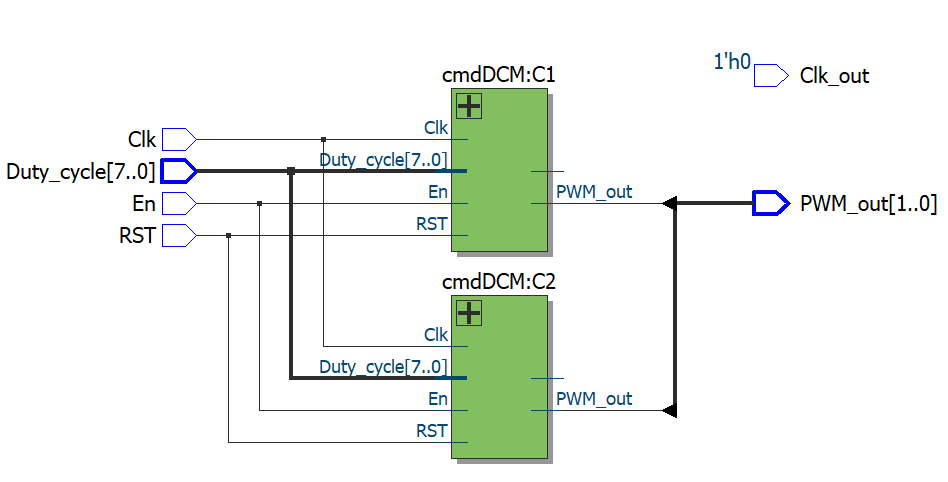 cmdDCM:C1
1'h0
Clk_out
Clk
Clk
Duty_cycle[7..0]
Duty_cycle[7..0]
En
En
PWM_out
PWM_out[1..0]
RST
RST
cmdDCM:C2
Clk
Duty_cycle[7..0]
En
PWM_out
RST